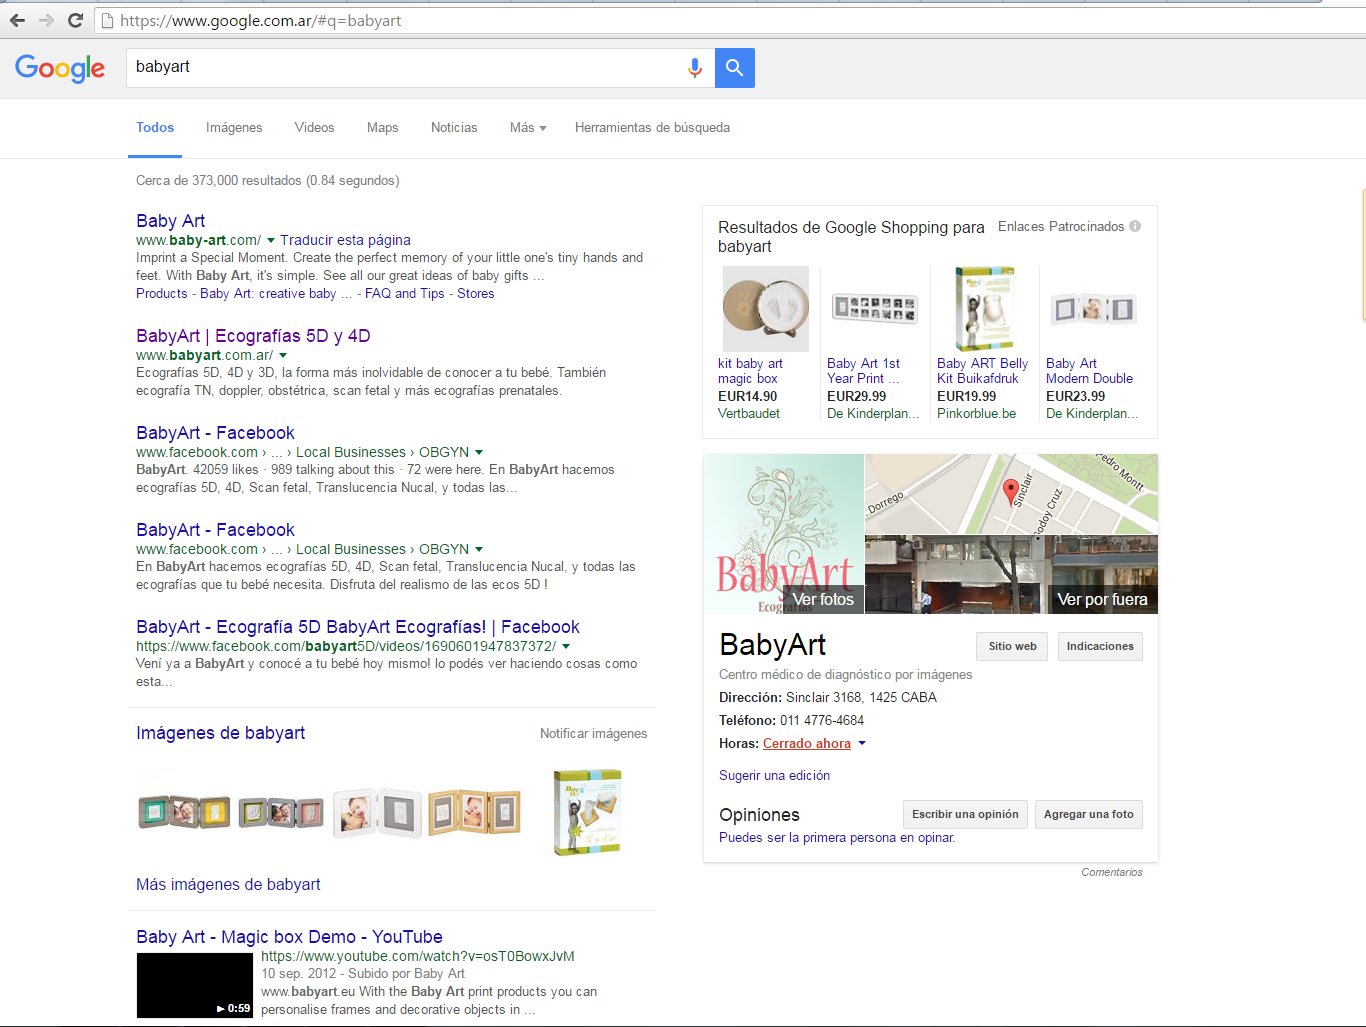 https://www.google.com.ar/#q=babyart
Google
babyart
Todos
Imágenes
Videos
Maps
Noticias
Más
Herramientas de búsqueda
Cerca de 373,000 resultados (0.84 segundos)
Baby Art
www.baby-art.com/ Traducir esta página
Imprint a Special Moment. Create the perfect memory of your little one's tiny hands and
feet. With Baby Art, it's simple. See all our great ideas of baby gifts ...
Products - Baby Art: creative baby ... - FAQ and Tips - Stores
BabyArt | Ecografías 5D y 4D
www.babyart.com.ar/
Ecografías 5D, 4D y 3D, la forma más inolvidable de conocer a tu bebé. También
ecografía TN, doppler, obstétrica, scan fetal y más ecografías prenatales.
BabyArt - Facebook
www.facebook.com › ... › Local Businesses › OBGYN
BabyArt. 42059 likes · 989 talking about this · 72 were here. En BabyArt hacemos
ecografías 5D, 4D, Scan fetal, Translucencia Nucal, y todas las...
BabyArt - Facebook
www.facebook.com › ... › Local Businesses › OBGYN
En BabyArt hacemos ecografías 5D, 4D, Scan fetal, Translucencia Nucal, y todas las
ecografías que tu bebé necesita. Disfruta del realismo de las ecos 5D !
BabyArt - Ecografía 5D BabyArt Ecografías! | Facebook
https://www.facebook.com/babyart5D/videos/1690601947837372/
Vení ya a BabyArt y conocé a tu bebé hoy mismo! lo podés ver haciendo cosas como
esta...
Imágenes de babyart
Notificar imágenes
Más imágenes de babyart
Baby Art - Magic box Demo - YouTube
https://www.youtube.com/watch?v=osT0BowxJvM
10 sep. 2012 - Subido por Baby Art
www.babyart.eu With the Baby Art print products you can
personalise frames and decorative objects in ...
0:59
Resultados de Google Shopping para
babyart
Enlaces Patrocinados
kit baby art
magic box
EUR14.90
Vertbaudet
Baby Art 1st
Year Print ...
EUR29.99
De Kinderplan...
Baby ART Belly
Kit Buikafdruk
EUR19.99
Pinkorblue.be
Baby Art
Modern Double
EUR23.99
De Kinderplan...
BabyArt
Ecografías
Ver fotos
Dorrego
Sinclair
Godoy Cruz
Pedro Montt
Ver por fuera
BabyArt
Sitio web
Indicaciones
Centro médico de diagnóstico por imágenes
Dirección: Sinclair 3168, 1425 CABA
Teléfono: 011 4776-4684
Horas: Cerrado ahora
Sugerir una edición
Opiniones
Escribir una opinión
Agregar una foto
Puedes ser la primera persona en opinar.
Comentarios